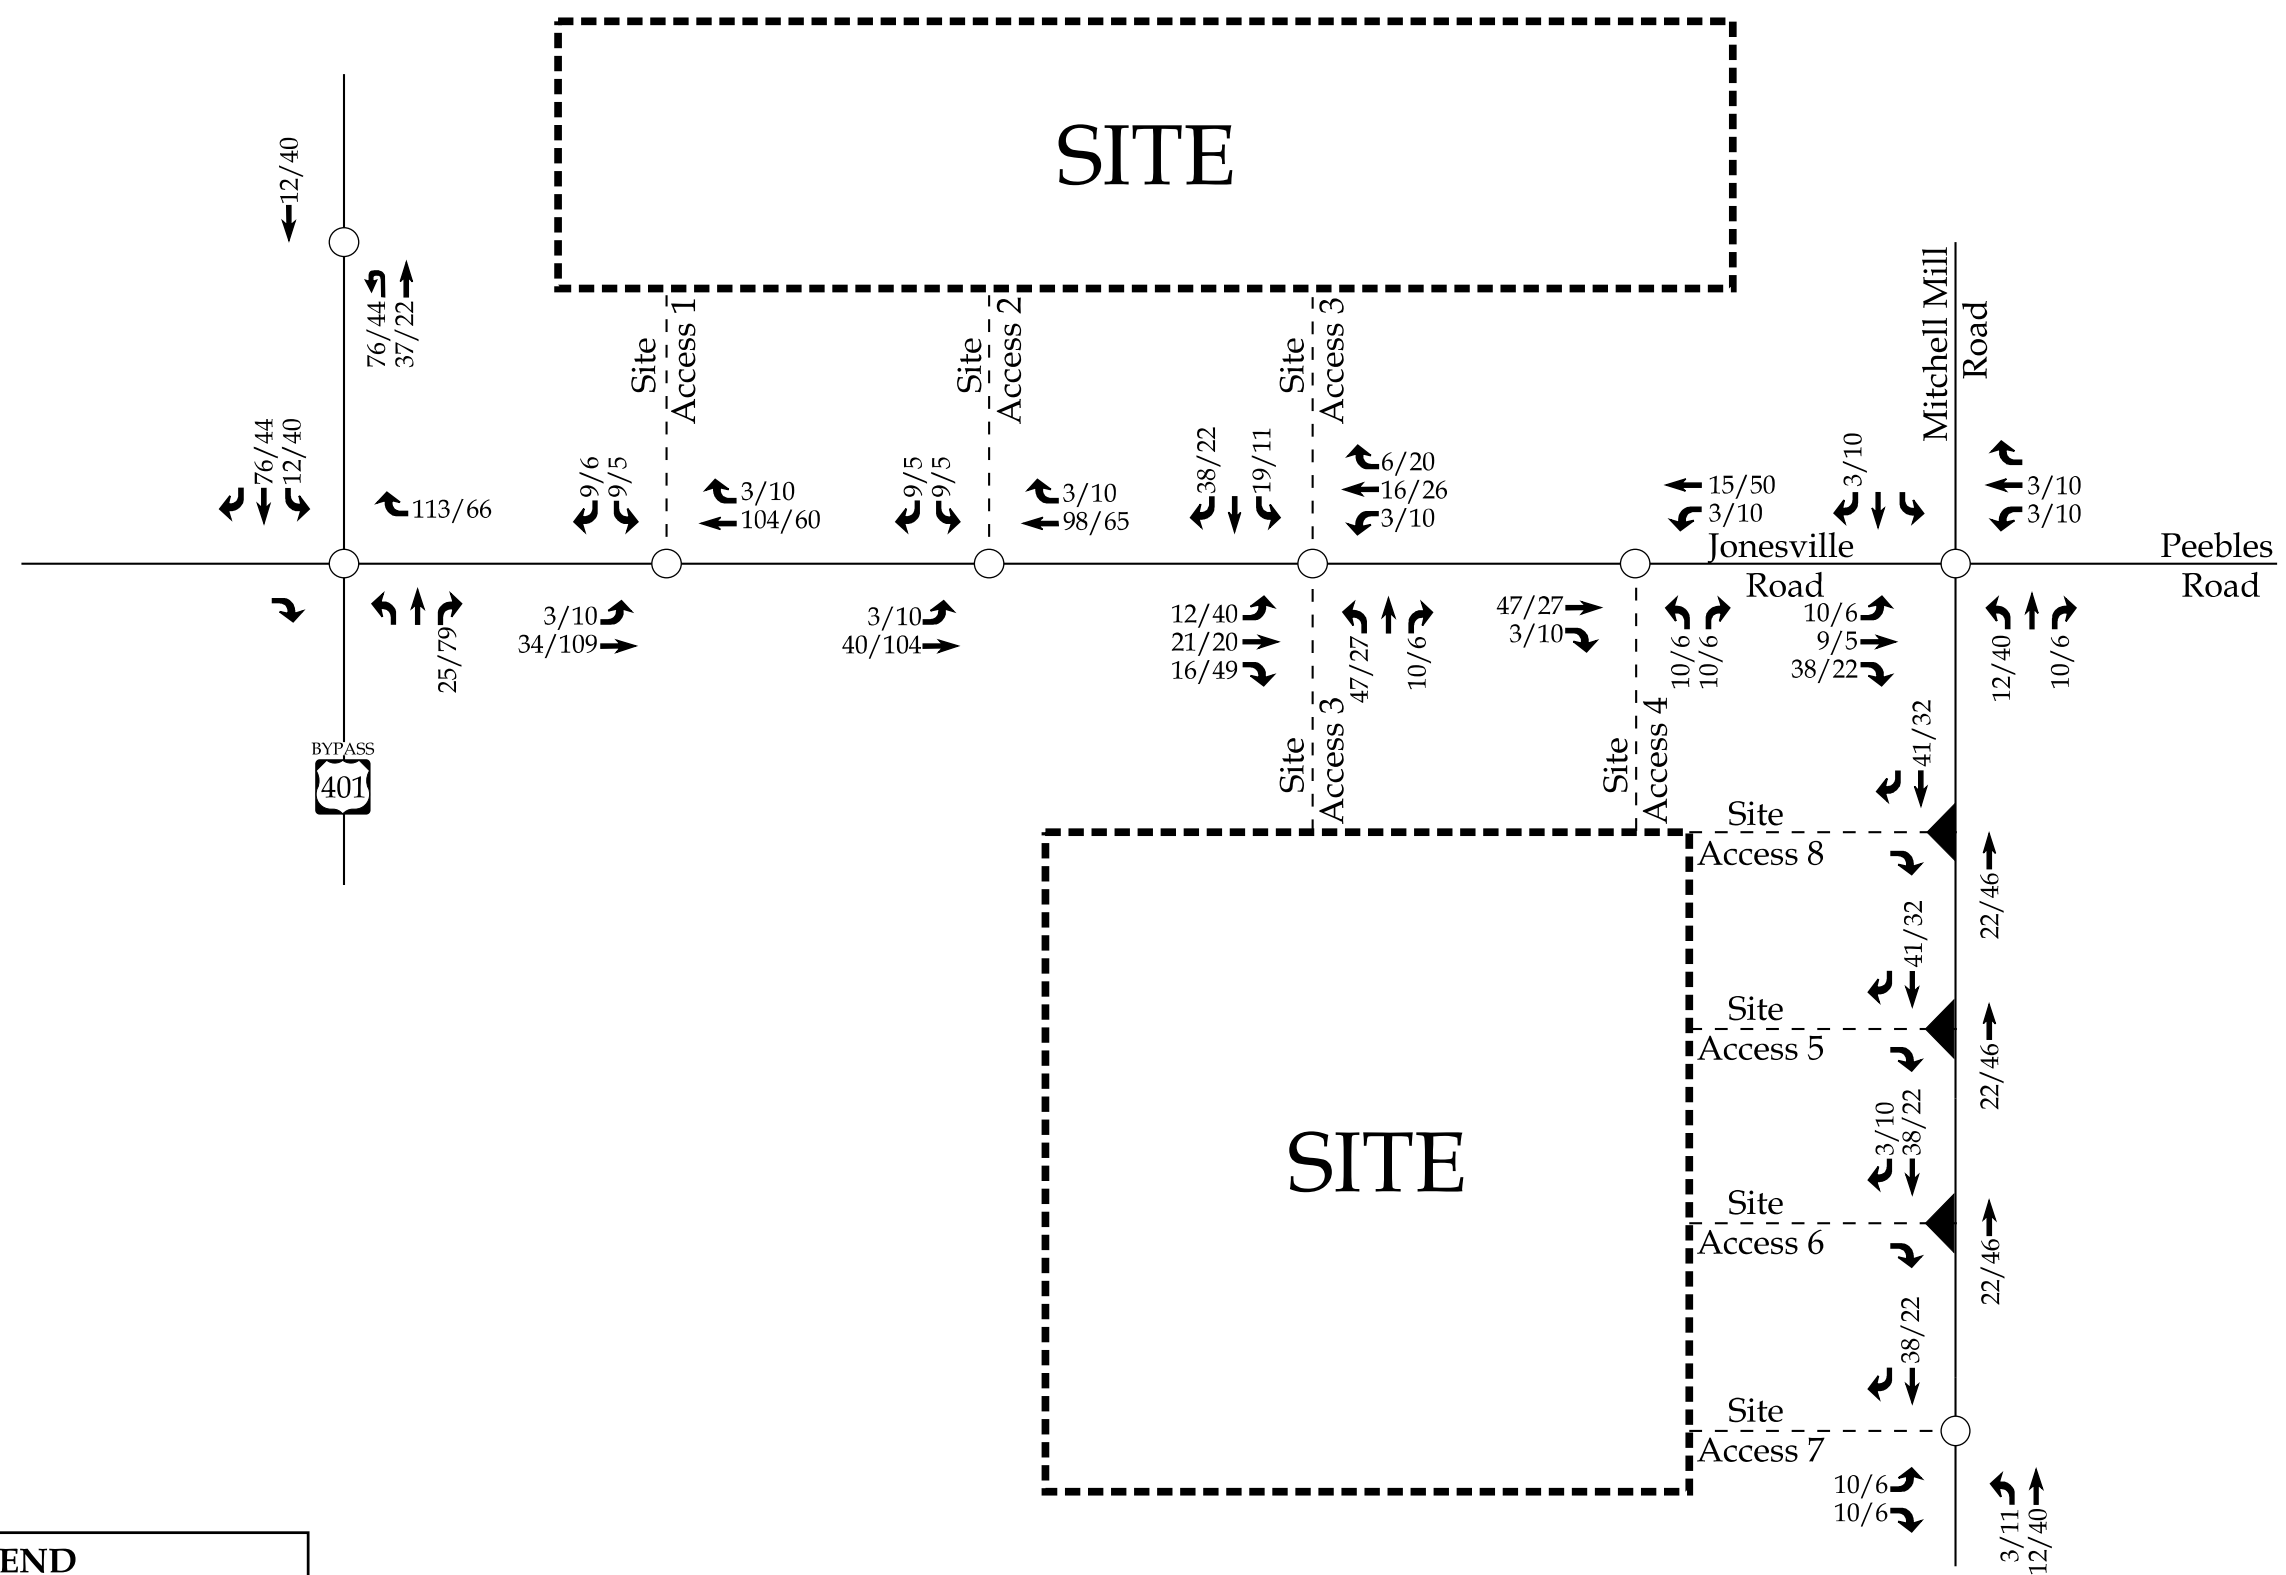 SITE
12/40
76/44
37/22
Site
Access 1
Site
Access 2
Site
Access 3
Mitchell Mill
Road
76/44
12/40
113/66
9/6
9/5
3/10
104/60
9/5
9/5
3/10
98/65
38/22
19/11
6/20
16/26
3/10
15/50
3/10
3/10
3/10
3/10
Jonesville
Road
Peebles
Road
25/79
3/10
34/109
3/10
40/104
12/40
21/20
16/49
47/27
10/6
47/27
3/10
10/6
10/6
10/6
9/5
38/22
12/40
10/6
BYPASS
401
Site
Access 3
Site
Access 4
41/32
Site
Access 8
22/46
41/32
Site
Access 5
22/46
3/10
38/22
SITE
Site
Access 6
22/46
38/22
Site
Access 7
10/6
10/6
3/11
12/40
END